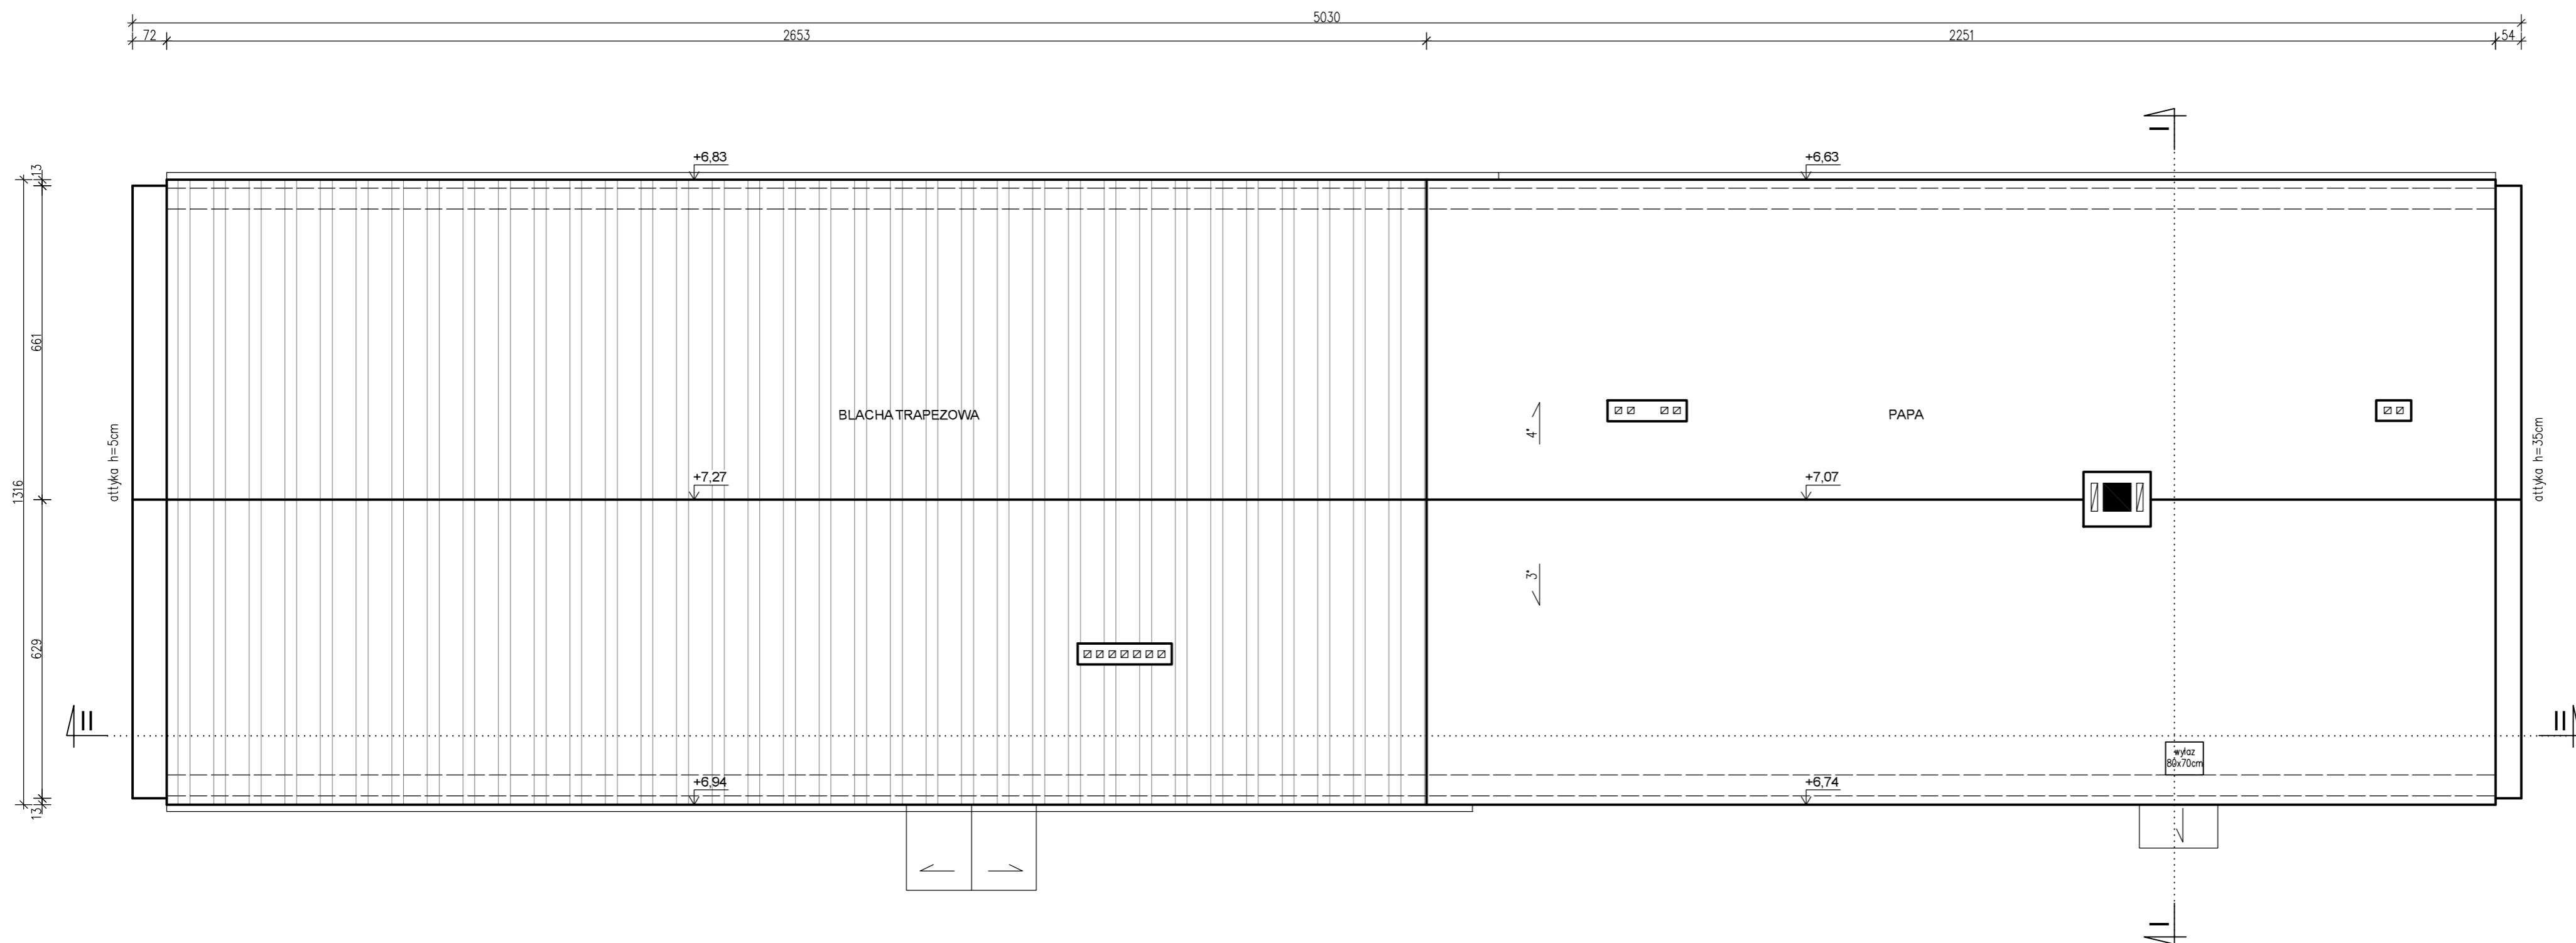 5030
72
2653
2251
54
I
+6,83
+6,63
13
661
1316
629
13
BLACHA TRAPEZOWA
4°
PAPA
attyka h=5cm
attyka h=35cm
+7,27
+7,07
3°
II
II
wyłaz
80x70cm
+6,94
+6,74
I